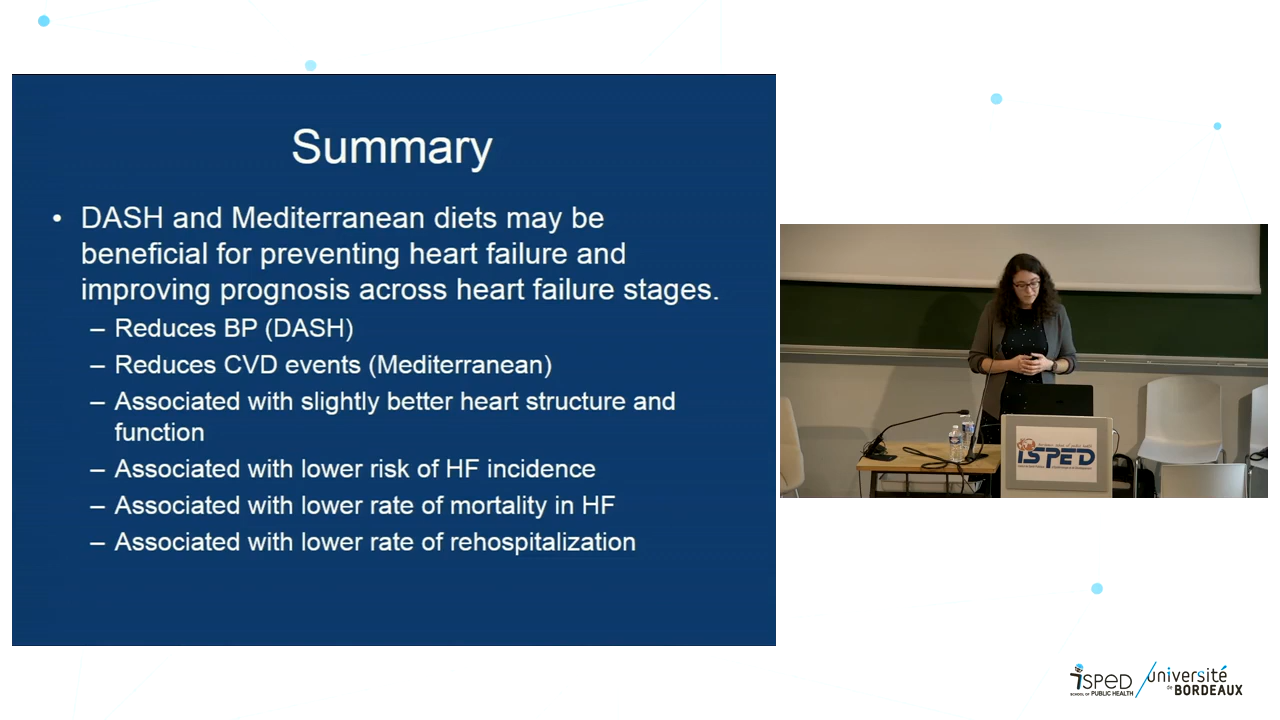 Summary
• DASH and Mediterranean diets may be
beneficial for preventing heart failure and
improving prognosis across heart failure stages.
– Reduces BP (DASH)
– Reduces CVD events (Mediterranean)
– Associated with slightly better heart structure and
function
– Associated with lower risk of HF incidence
– Associated with lower rate of mortality in HF
– Associated with lower rate of rehospitalization
ISPED
ISPED
SCHOOL OF PUBLIC HEALTH
université
de BORDEAUX